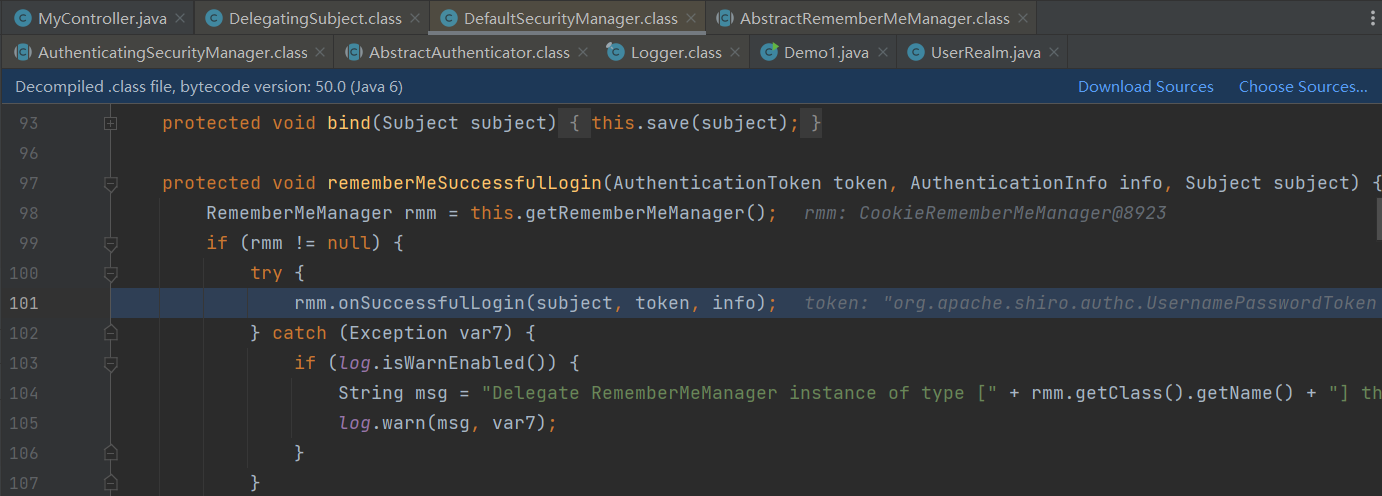 MyController.java DelegatingSubject.class DefaultSecurityManager.class AbstractRememberMeManager.class
AuthenticatingSecurityManager.class AbstractAuthenticator.class Logger.class Demo1.java UserRealm.java
Decompiled .class file, bytecode version: 50.0 (Java 6) Download Sources Choose Sources...
93 protected void bind(Subject subject) { this.save(subject); }
96
97 protected void rememberMeSuccessfulLogin(AuthenticationToken token, AuthenticationInfo info, Subject subject) {
98 RememberMeManager rmm = this.getRememberMeManager(); rmm: CookieRememberMeManager@8923
99 if (rmm != null) {
100 try {
101 rmm.onSuccessfulLogin(subject, token, info); token: "org.apache.shiro.authc.UsernamePasswordToken
102 } catch (Exception var7) {
103 if (log.isWarnEnabled()) {
104 String msg = "Delegate RememberMeManager instance of type [" + rmm.getClass().getName() + "] th
105 log.warn(msg, var7);
106 }
107 }